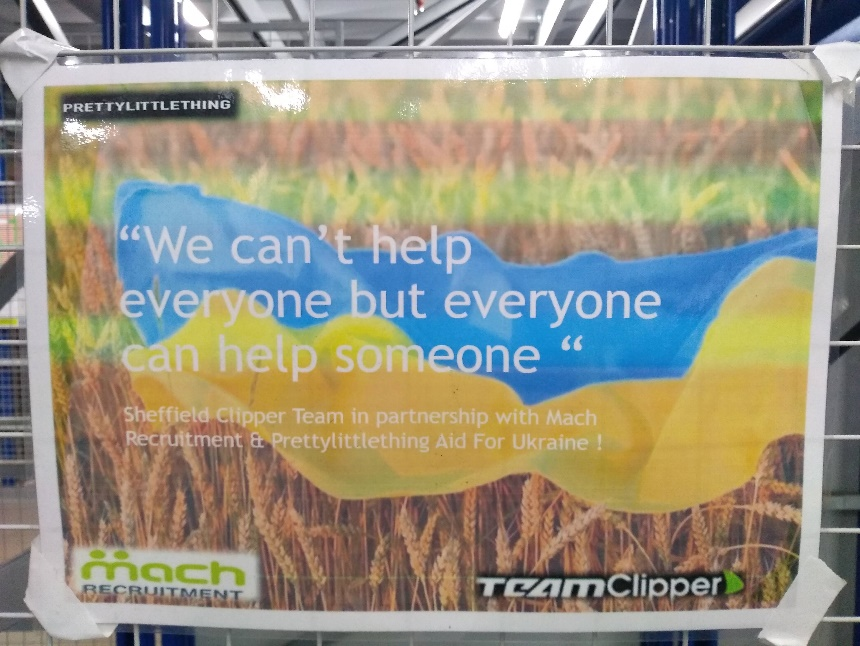 PRETTYLITTLETHING
“We can’t help
everyone but everyone
can help someone “
Sheffield Clipper Team in partnership with Mach
Recruitment & Prettylittlething Aid For Ukraine !
mach
RECRUITMENT
TEAMClipper